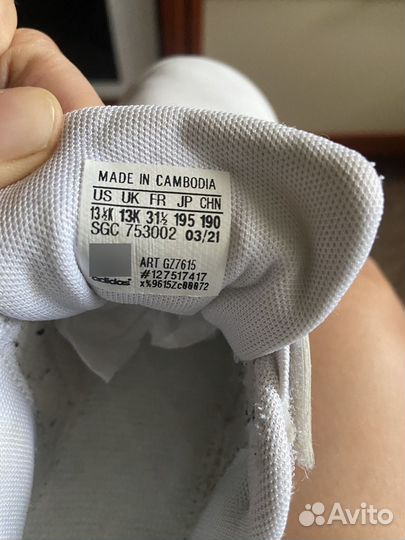 MADE IN CAMBODIA
US UK FR JP CHN
13½K 13K 31½ 195 190
SGC 753002 03/21
ART GZ7615
#127517417
adidas
Avito